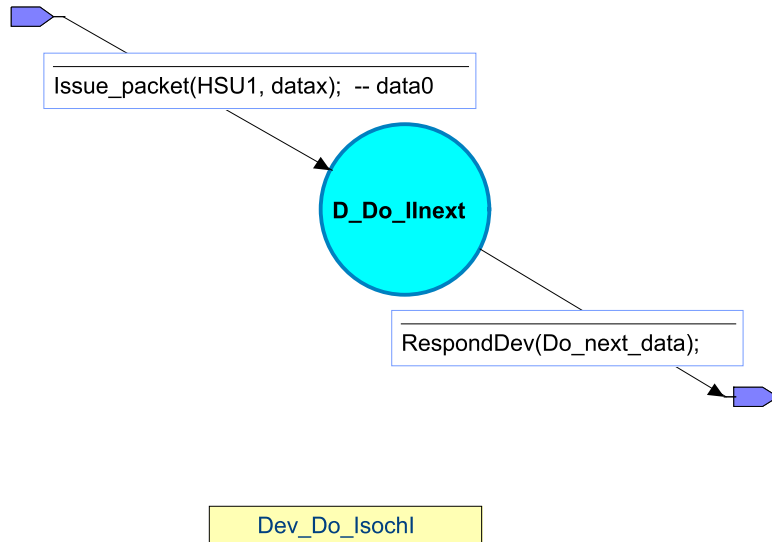 Issue_packet(HSU1, datax);  -- data0
D_Do_IInext
RespondDev(Do_next_data);
Dev_Do_IsochI